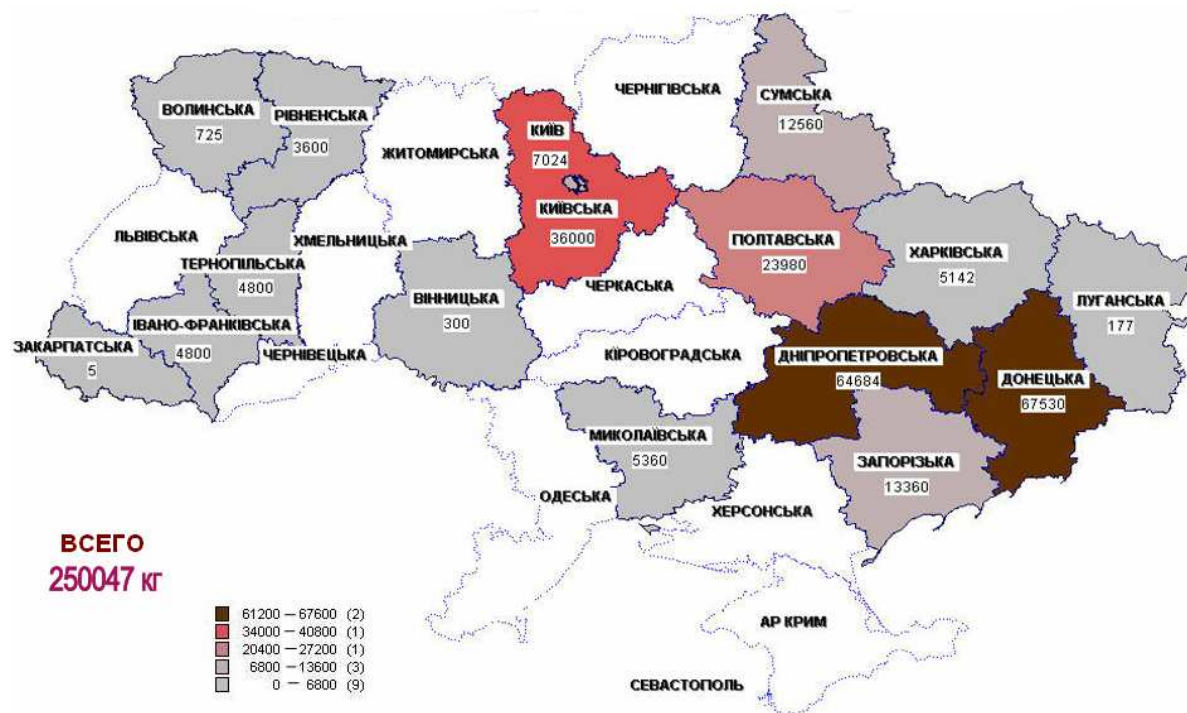 ЧЕРНІГІВСЬКА
СУМСЬКА
12560
ВОЛИНСЬКА
725
РІВНЕНСЬКА
3600
КИЇВ
7024
ЖИТОМИРСЬКА
КИЇВСЬКА
36000
ЛЬВІВСЬКА
ХМЕЛЬНИЦЬКА
ТЕРНОПІЛЬСЬКА
4800
ПОЛТАВСЬКА
23980
ХАРКІВСЬКА
5142
ЧЕРКАСЬКА
ВІННИЦЬКА
300
ЛУГАНСЬКА
177
ІВАНО-ФРАНКІВСЬКА
4800
ЗАКАРПАТСЬКА
5
ЧЕРНІВЕЦЬКА
КІРОВОГРАДСЬКА
ДНІПРОПЕТРОВСЬКА
64684
ДОНЕЦЬКА
67530
МИКОЛАЇВСЬКА
5360
ЗАПОРІЗЬКА
13360
ОДЕСЬКА
ХЕРСОНСЬКА
ВСЕГО
250047 кг
61200 – 67600 (2)
34000 – 40800 (1)
20400 – 27200 (1)
6800 – 13600 (3)
0 – 6800 (9)
АР КРИМ
СЕВАСТОПОЛЬ